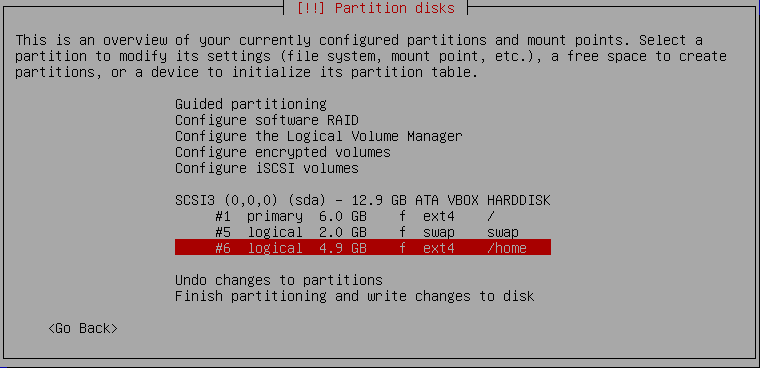 [!!] Partition disks
This is an overview of your currently configured partitions and mount points. Select a
partition to modify its settings (file system, mount point, etc.), a free space to create
partitions, or a device to initialize its partition table.
Guided partitioning
Configure software RAID
Configure the Logical Volume Manager
Configure encrypted volumes
Configure iSCSI volumes
SCSI3 (0,0,0) (sda) - 12.9 GB ATA VBOX HARDDISK
#1 primary 6.0 GB f ext4 /
#5 logical 2.0 GB f swap swap
#6 logical 4.9 GB f ext4 /home
Undo changes to partitions
Finish partitioning and write changes to disk
<Go Back>